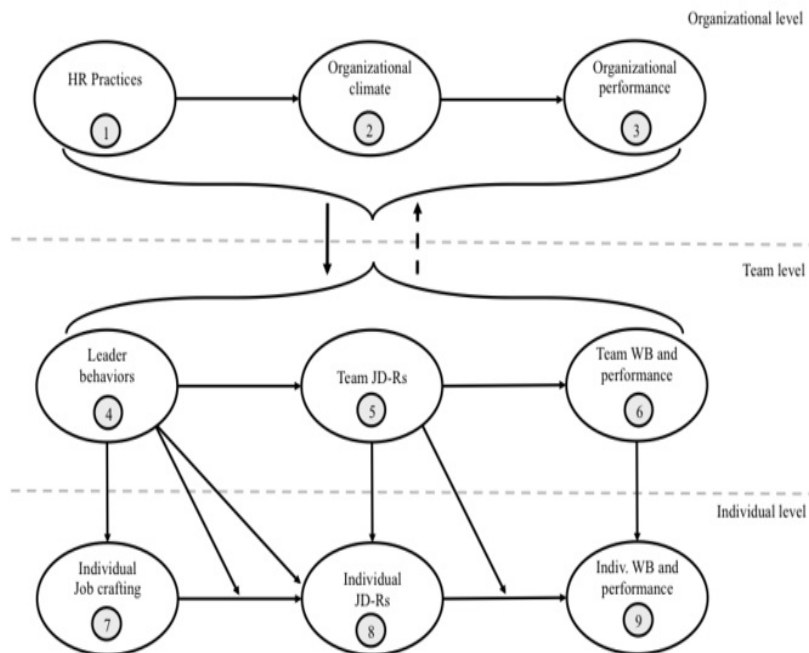 Organizational level
HR Practices
1
Organizational
climate
2
Organizational
performance
3
Team level
Leader
behaviors
4
Team JD-Rs
5
Team WB and
performance
6
Individual level
Individual
Job crafting
7
Individual
JD-Rs
8
Indiv. WB and
performance
9